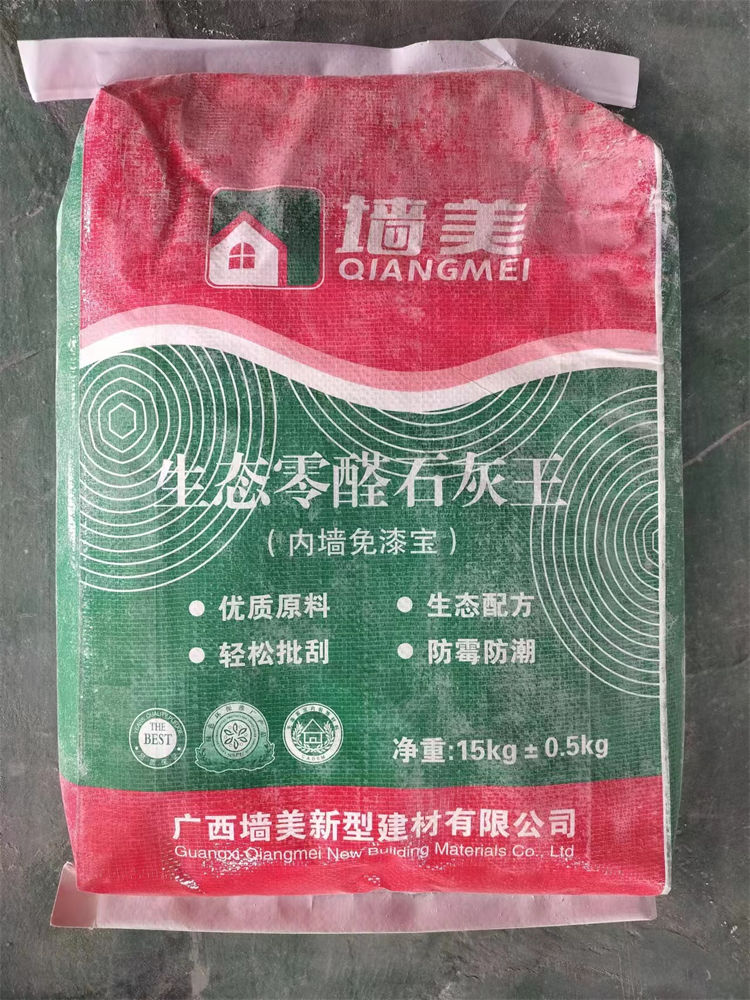 墙美
QIANGMEI
生态零醛石灰王
（内墙免漆宝）
● 优质原料 ● 生态配方
● 轻松批刮 ● 防霉防潮
THE
BEST
净重:15kg±0.5kg
广西墙美新型建材有限公司
Guangxi Qiangmei New Building Materials Co., Ltd